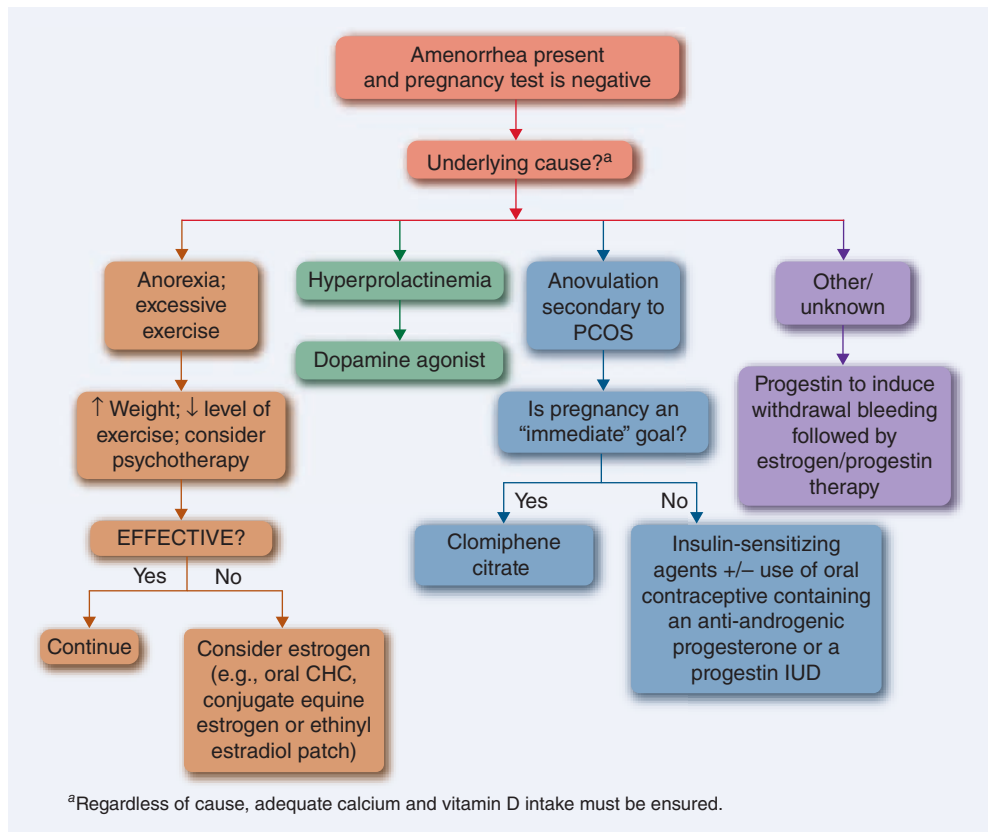 Amenorrhea present
and pregnancy test is negative
Underlying cause?a
Anorexia;
excessive
exercise
↑ Weight; ↓ level of
exercise; consider
psychotherapy
EFFECTIVE?
Yes
No
Continue
Consider estrogen
(e.g., oral CHC,
conjugate equine
estrogen or ethinyl
estradiol patch)
Hyperprolactinemia
Dopamine agonist
Anovulation
secondary to
PCOS
Is pregnancy an
“immediate” goal?
Yes
No
Clomiphene
citrate
Insulin-sensitizing
agents +/– use of oral
contraceptive containing
an anti-androgenic
progesterone or a
progestin IUD
Other/
unknown
Progestin to induce
withdrawal bleeding
followed by
estrogen/progestin
therapy
aRegardless of cause, adequate calcium and vitamin D intake must be ensured.